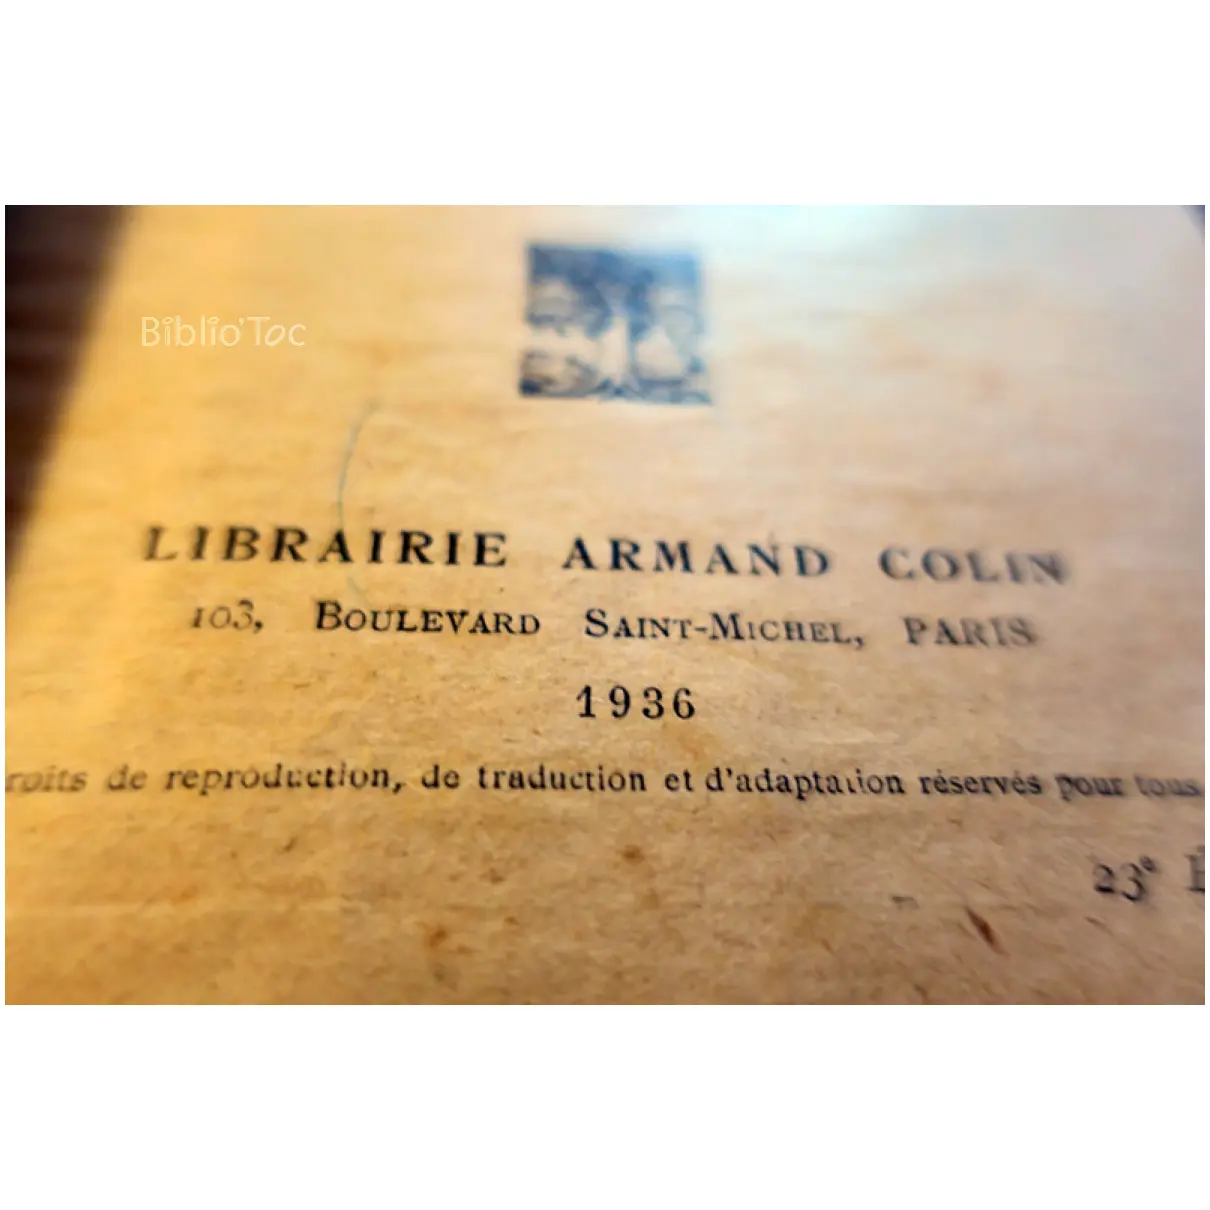 Biblio'Toc
LIBRAIRIE ARMAND COLIN
103, BOULEVARD SAINT-MICHEL, PARIS
1936
roits de reproduction, de traduction et d'adaptation réservés pour tous
23e É